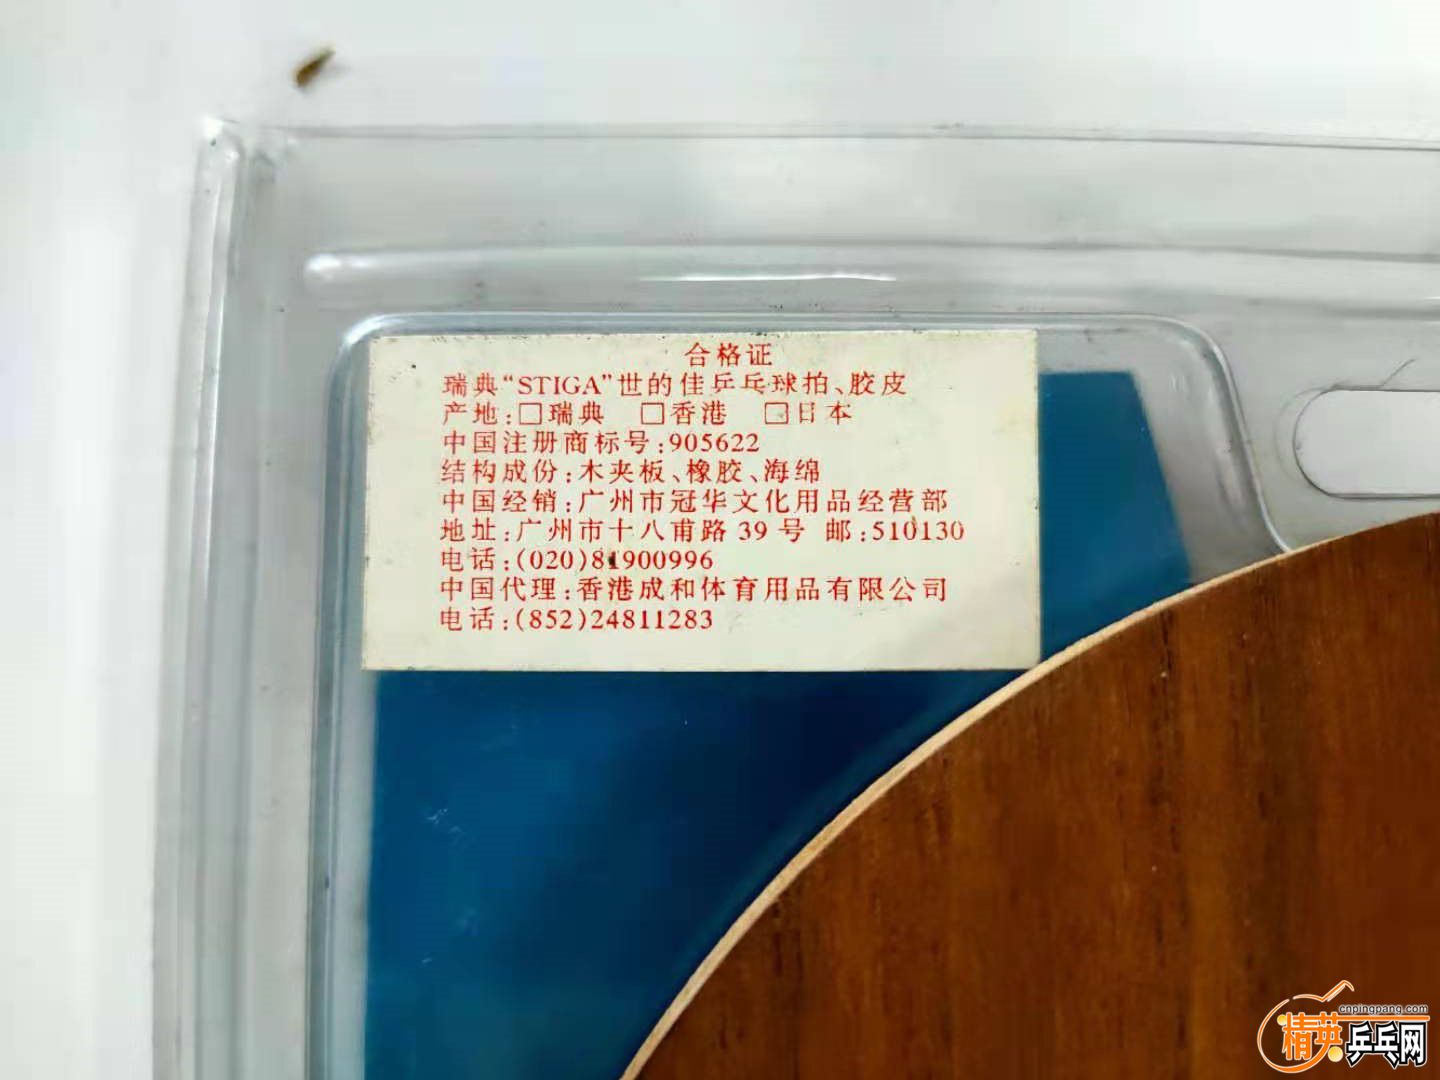 合格证
瑞典“STIGA”世的佳乒乓球拍、胶皮
产地:□瑞典 □香港 □日本
中国注册商标号:905622
结构成份:木夹板、橡胶、海绵
中国经销:广州市冠华文化用品经营部
地址:广州市十八甫路 39 号 邮:510130
电话:(020)81900996
中国代理:香港成和体育用品有限公司
电话:(852)24811283
cnpingpang.com
精英乒乓网